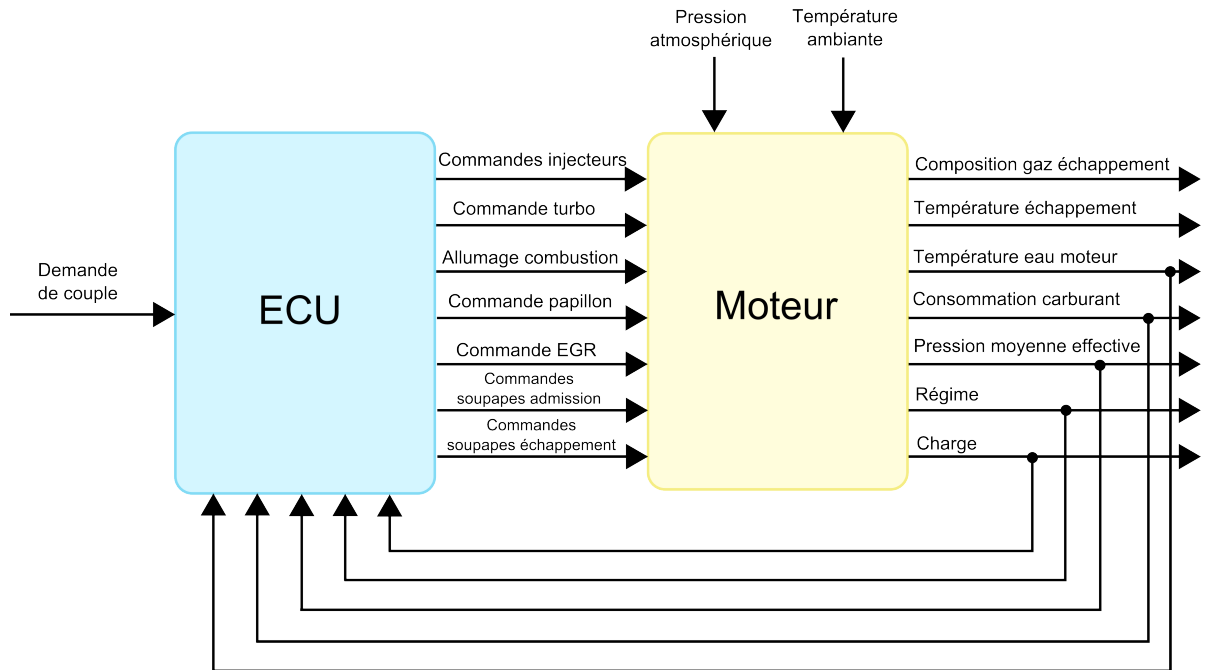 Pression
atmosphérique
Température
ambiante
Demande
de couple
ECU
Commandes injecteurs
Commande turbo
Allumage combustion
Commande papillon
Commande EGR
Commandes
soupapes admission
Commandes
soupapes échappement
Moteur
Composition gaz échappement
Température échappement
Température eau moteur
Consommation carburant
Pression moyenne effective
Régime
Charge